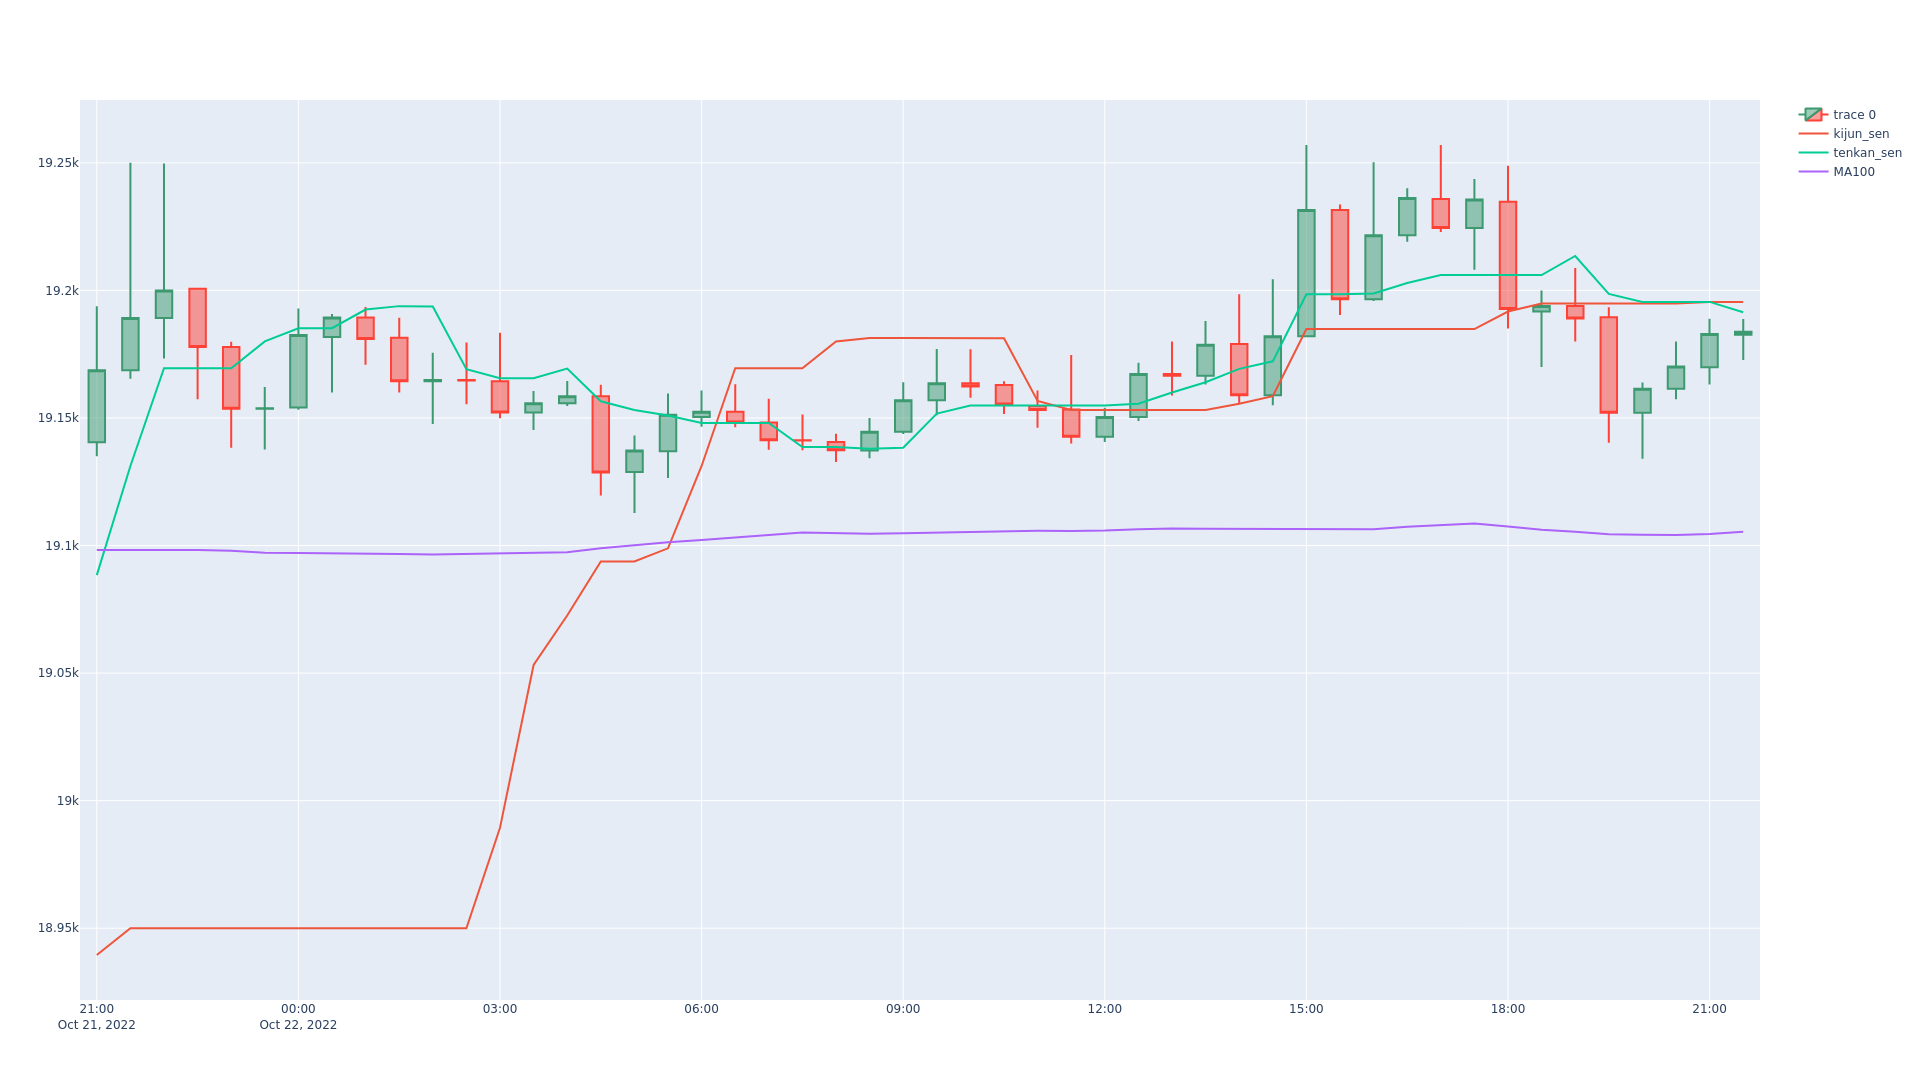 trace 0
kijun_sen
tenkan_sen
MA100
19.25k
19.2k
19.15k
19.1k
19.05k
19k
18.95k
21:00 00:00 03:00 06:00 09:00 12:00 15:00 18:00 21:00
Oct 21, 2022 Oct 22, 2022